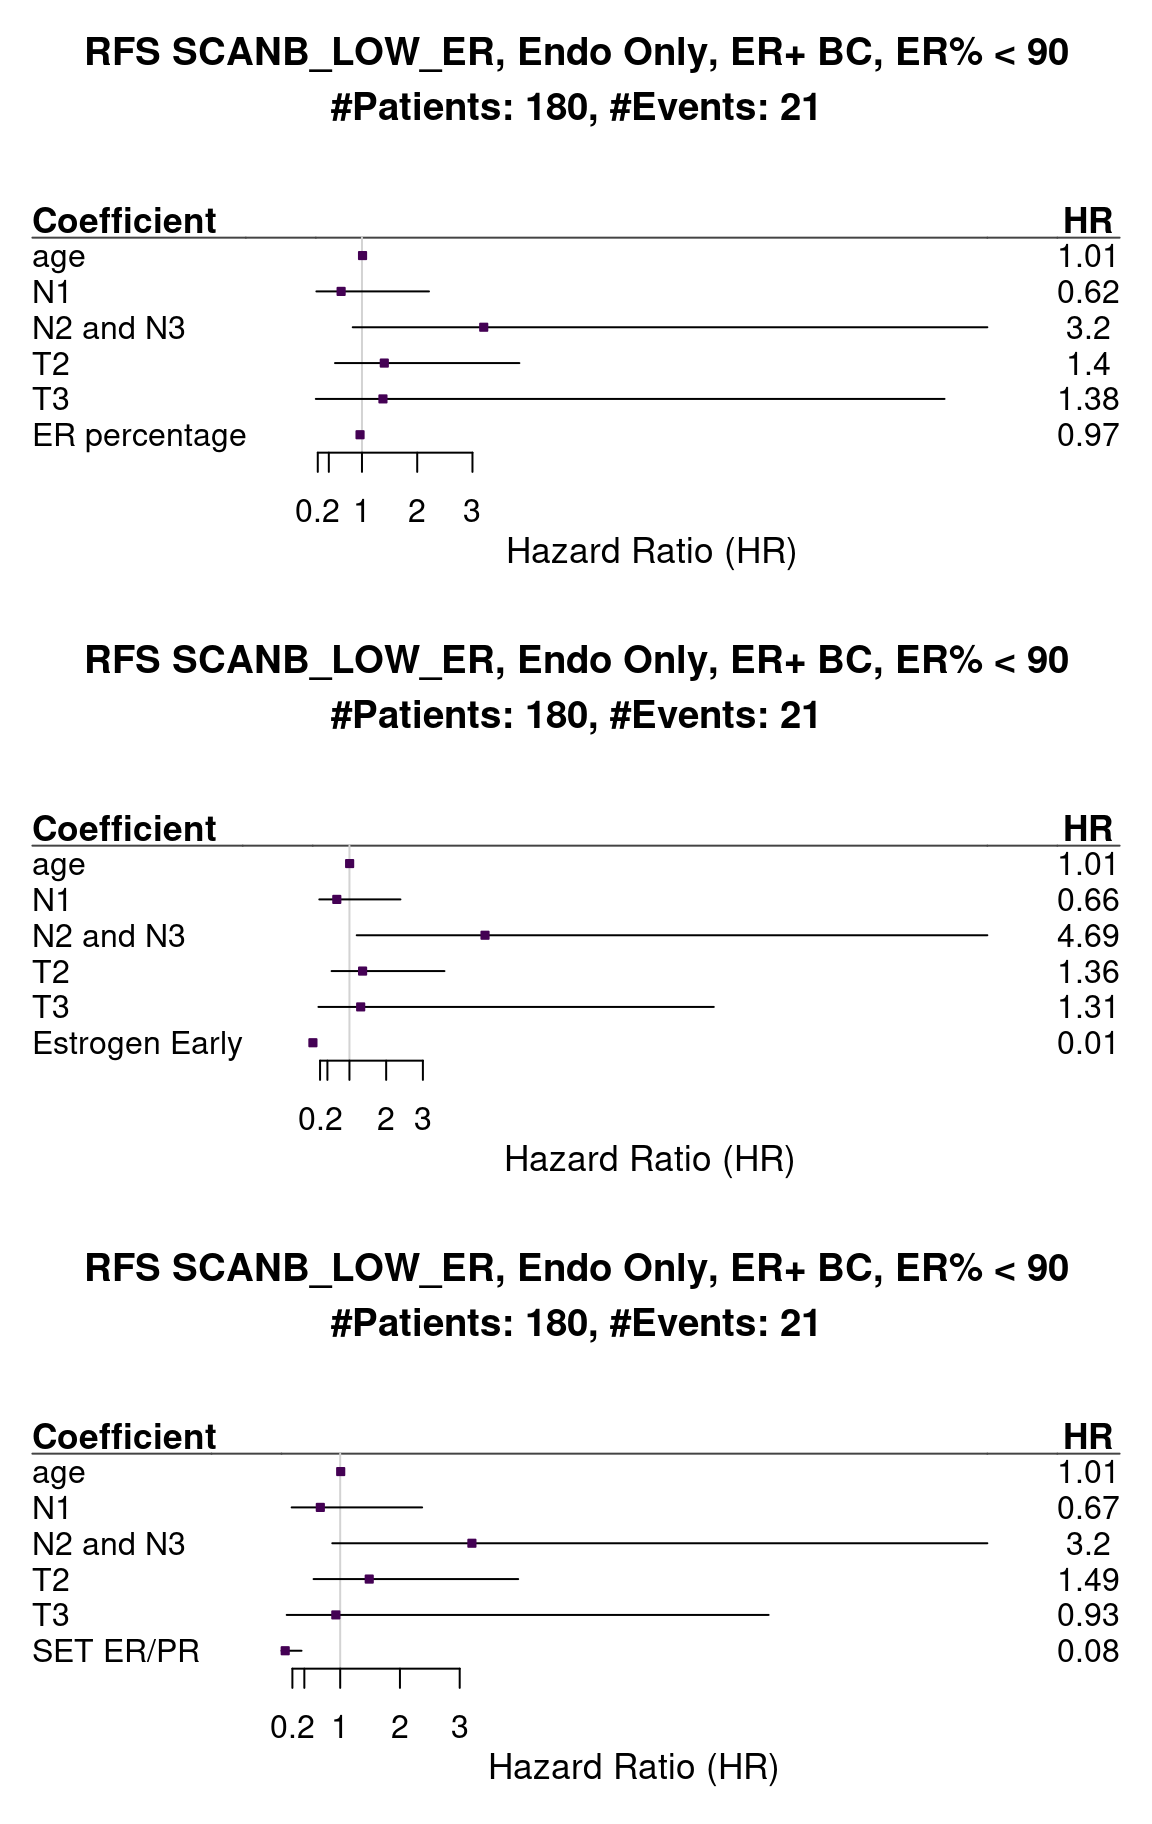 RFS SCANB_LOW_ER, Endo Only, ER+ BC, ER% < 90
#Patients: 180, #Events: 21
Coefficient HR
age 1.01
N1 0.62
N2 and N3 3.2
T2 1.4
T3 1.38
ER percentage 0.97
0.2 1 2 3
Hazard Ratio (HR)
RFS SCANB_LOW_ER, Endo Only, ER+ BC, ER% < 90
#Patients: 180, #Events: 21
Coefficient HR
age 1.01
N1 0.66
N2 and N3 4.69
T2 1.36
T3 1.31
Estrogen Early 0.01
0.2 2 3
Hazard Ratio (HR)
RFS SCANB_LOW_ER, Endo Only, ER+ BC, ER% < 90
#Patients: 180, #Events: 21
Coefficient HR
age 1.01
N1 0.67
N2 and N3 3.2
T2 1.49
T3 0.93
SET ER/PR 0.08
0.2 1 2 3
Hazard Ratio (HR)